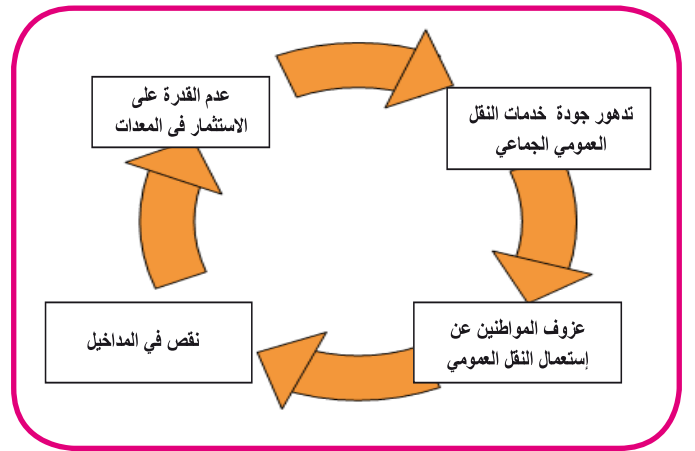 عدم القدرة على
الاستثمار فى المعدات
تدهور جودة خدمات النقل
العمومي الجماعي
عزوف المواطنين عن
إستعمال النقل العمومي
نقص في المداخيل